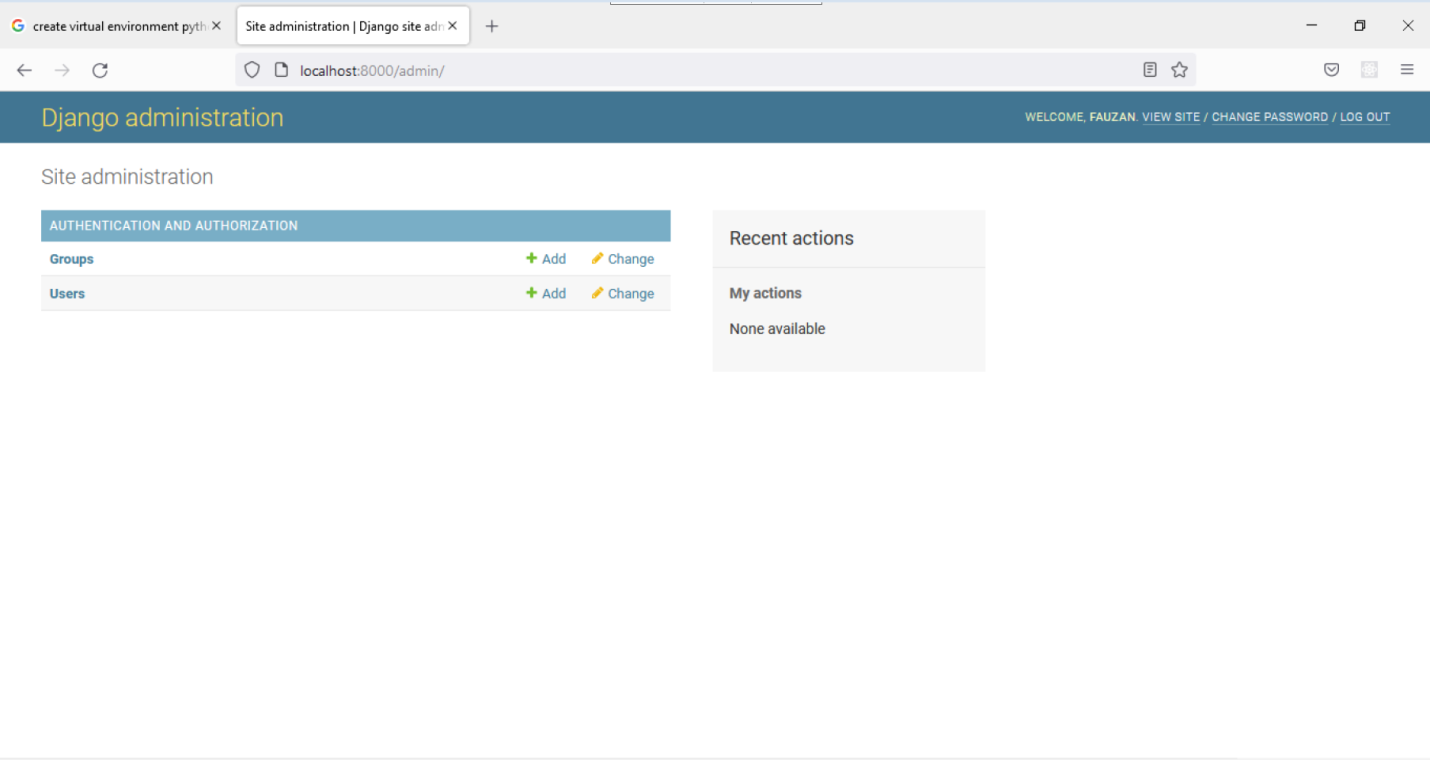 create virtual environment pyth
Site administration | Django site adm
localhost:8000/admin/
Django administration
WELCOME, FAUZAN. VIEW SITE / CHANGE PASSWORD / LOG OUT
Site administration
AUTHENTICATION AND AUTHORIZATION
Groups Add Change
Users Add Change
Recent actions
My actions
None available